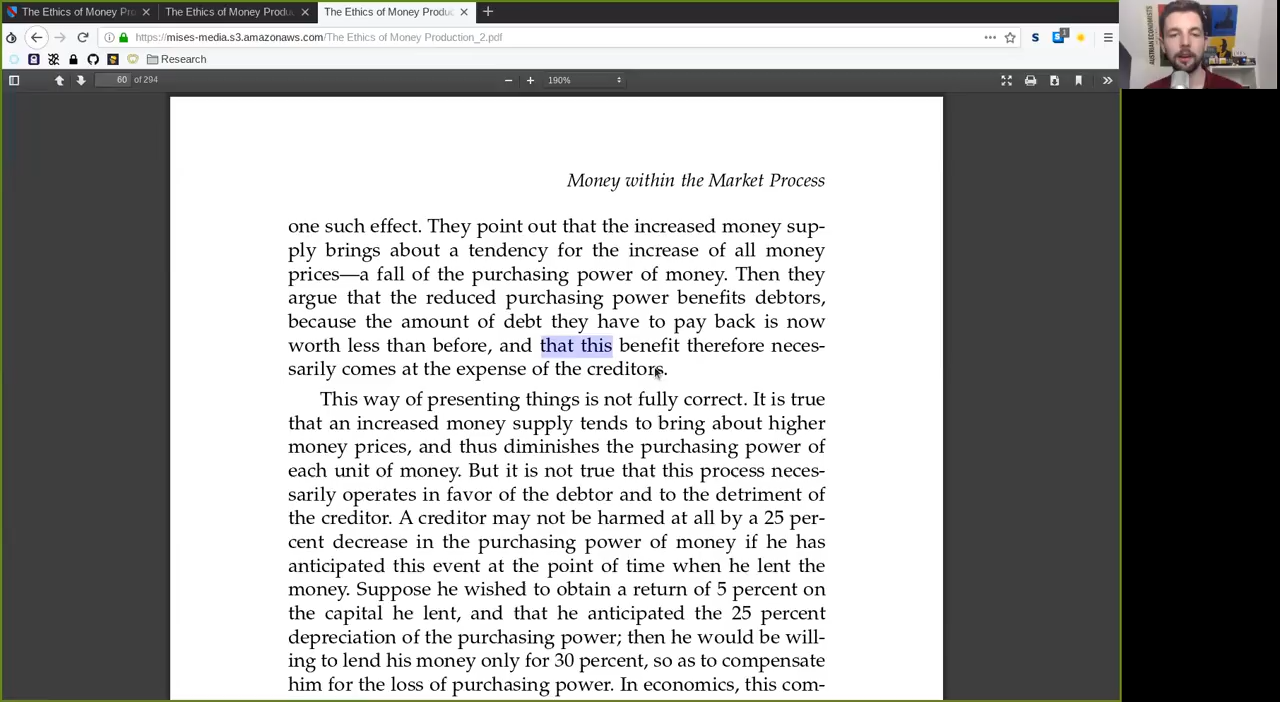 The Ethics of Money Pro
The Ethics of Money Produ
The Ethics of Money Produc
https://mises-media.s3.amazonaws.com/The Ethics of Money Production_2.pdf
Research
60 of 294
190%
AUSTRIAN ECONOMISTS
Money within the Market Process
one such effect. They point out that the increased money sup-
ply brings about a tendency for the increase of all money
prices—a fall of the purchasing power of money. Then they
argue that the reduced purchasing power benefits debtors,
because the amount of debt they have to pay back is now
worth less than before, and that this benefit therefore neces-
sarily comes at the expense of the creditors.
This way of presenting things is not fully correct. It is true
that an increased money supply tends to bring about higher
money prices, and thus diminishes the purchasing power of
each unit of money. But it is not true that this process neces-
sarily operates in favor of the debtor and to the detriment of
the creditor. A creditor may not be harmed at all by a 25 per-
cent decrease in the purchasing power of money if he has
anticipated this event at the point of time when he lent the
money. Suppose he wished to obtain a return of 5 percent on
the capital he lent, and that he anticipated the 25 percent
depreciation of the purchasing power; then he would be will-
ing to lend his money only for 30 percent, so as to compensate
him for the loss of purchasing power. In economics, this com-